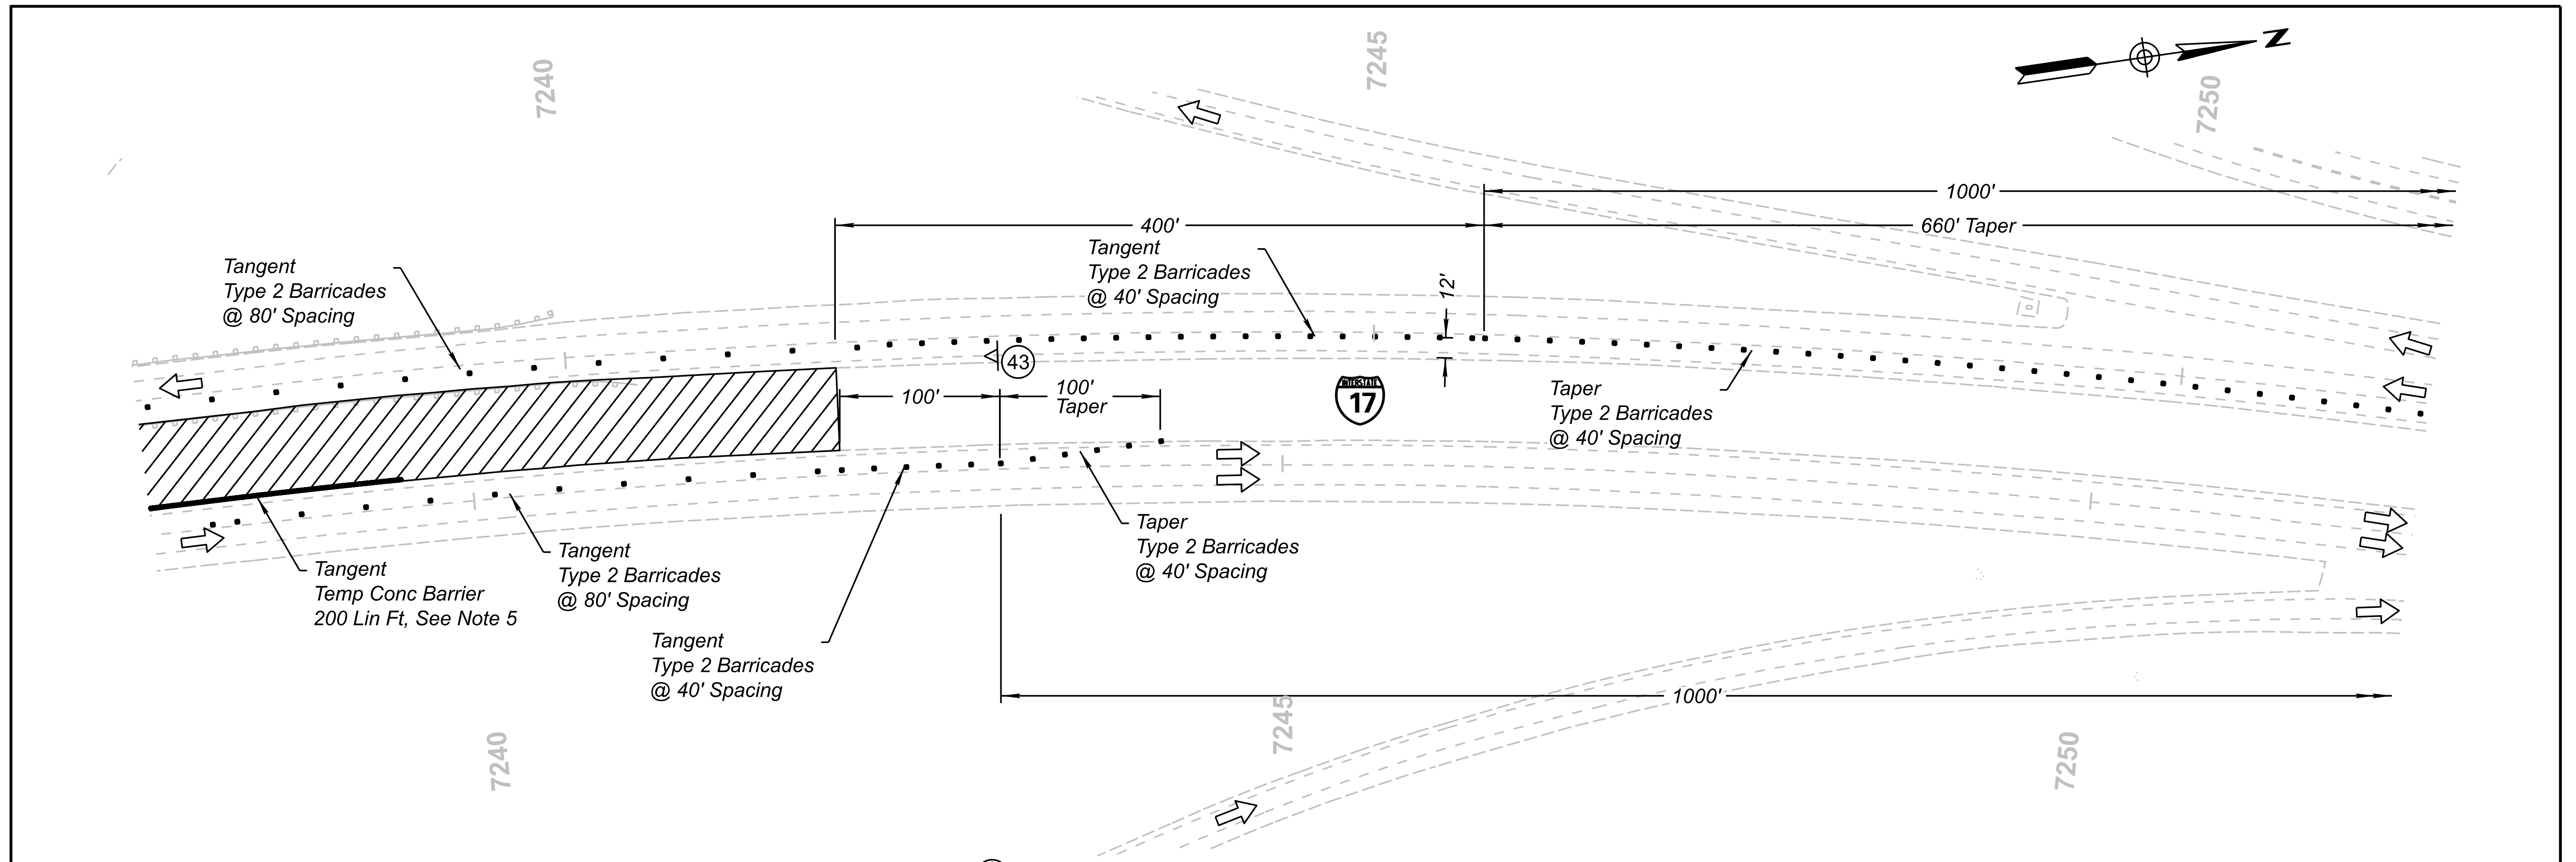 7240
7245
7250
N
1000'
400'
660' Taper
Tangent
Type 2 Barricades
@ 40' Spacing
Tangent
Type 2 Barricades
@ 80' Spacing
12'
43
100'
100'
Taper
INTERSTATE
17
Taper
Type 2 Barricades
@ 40' Spacing
Taper
Type 2 Barricades
@ 40' Spacing
Tangent
Type 2 Barricades
@ 80' Spacing
Tangent
Temp Conc Barrier
200 Lin Ft, See Note 5
Tangent
Type 2 Barricades
@ 40' Spacing
1000'
7240
7245
7250